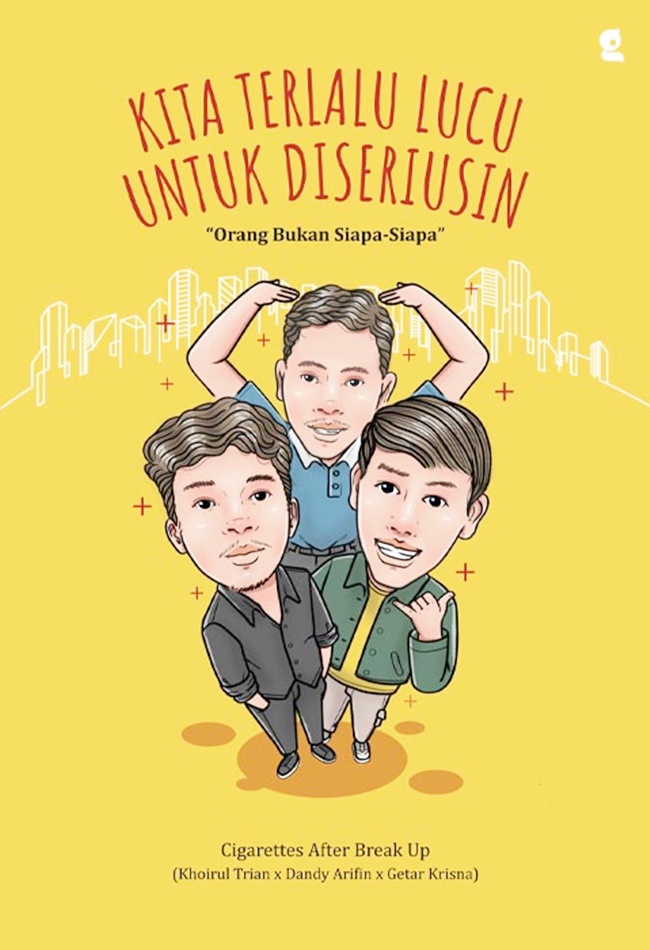 KITA TERLALU LUCU
UNTUK DISERIUSIN
“Orang Bukan Siapa-Siapa”
Cigarettes After Break Up
(Khoirul Trian x Dandy Arifin x Getar Krisna)